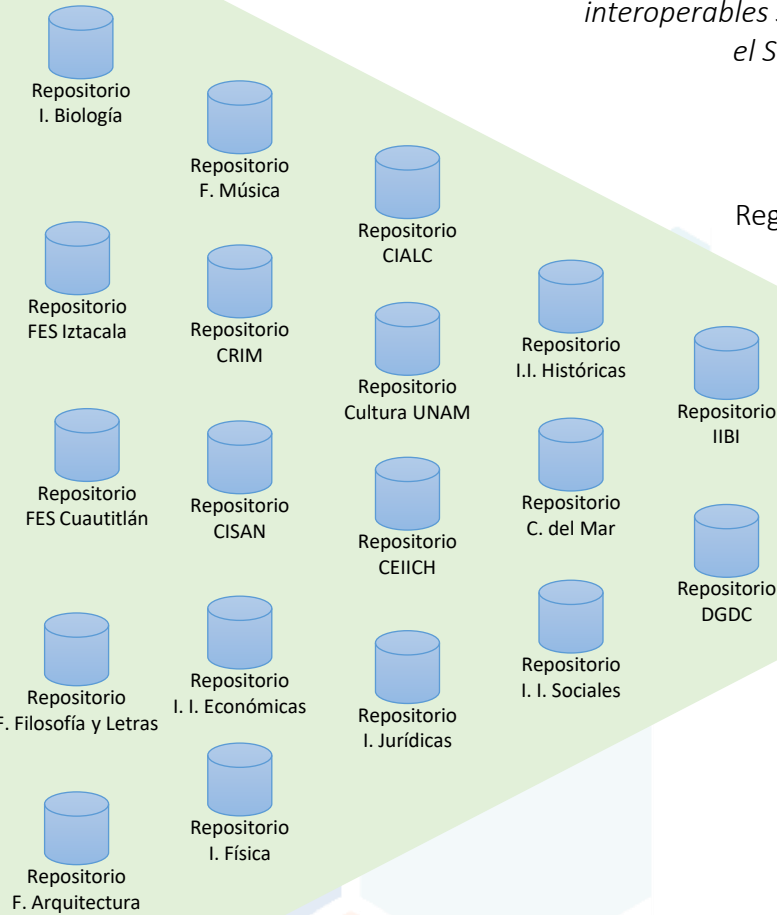 interoperables
el S
Reg
Repositorio
I. Biología
Repositorio
F. Música
Repositorio
CIALC
Repositorio
FES Iztacala
Repositorio
CRIM
Repositorio
I.I. Históricas
Repositorio
Cultura UNAM
Repositorio
IIBI
Repositorio
FES Cuautitlán
Repositorio
CISAN
Repositorio
C. del Mar
Repositorio
CEIICH
Repositorio
DGDC
Repositorio
F. Filosofía y Letras
Repositorio
I. I. Económicas
Repositorio
I. I. Sociales
Repositorio
I. Jurídicas
Repositorio
I. Física
Repositorio
F. Arquitectura